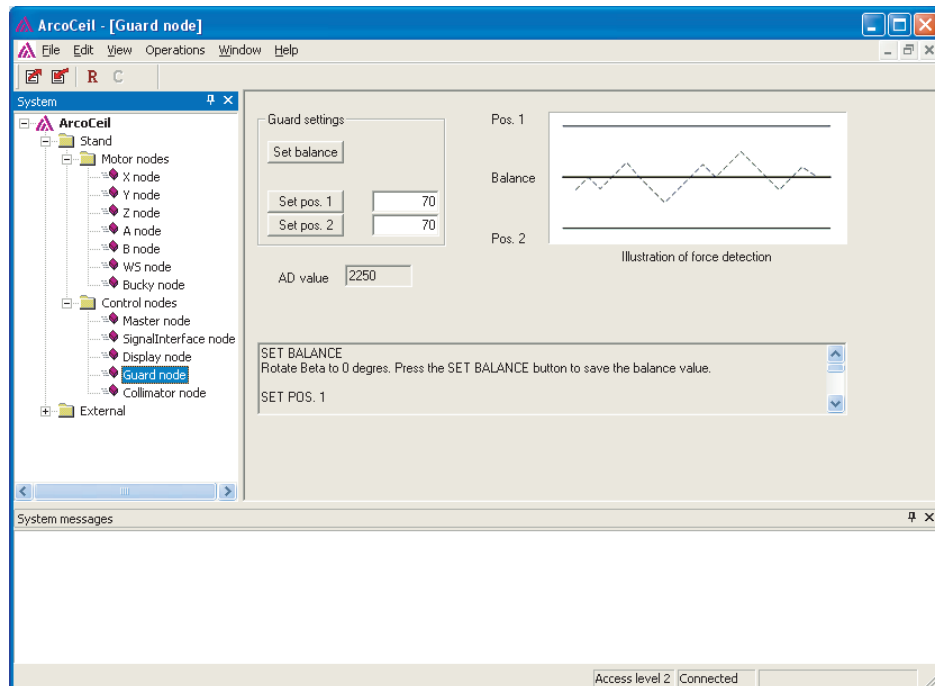 ArcoCeil - [Guard node]
File Edit View Operations Window Help
R C
System
ArcoCeil
Stand
Motor nodes
X node
Y node
Z node
A node
B node
WS node
Bucky node
Control nodes
Master node
SignalInterface node
Display node
Guard node
Collimator node
External
Guard settings
Set balance
Set pos. 1 70
Set pos. 2 70
AD value 2250
Pos. 1
Balance
Pos. 2
Illustration of force detection
SET BALANCE
Rotate Beta to 0 degres. Press the SET BALANCE button to save the balance value.
SET POS. 1
System messages
Access level 2 Connected